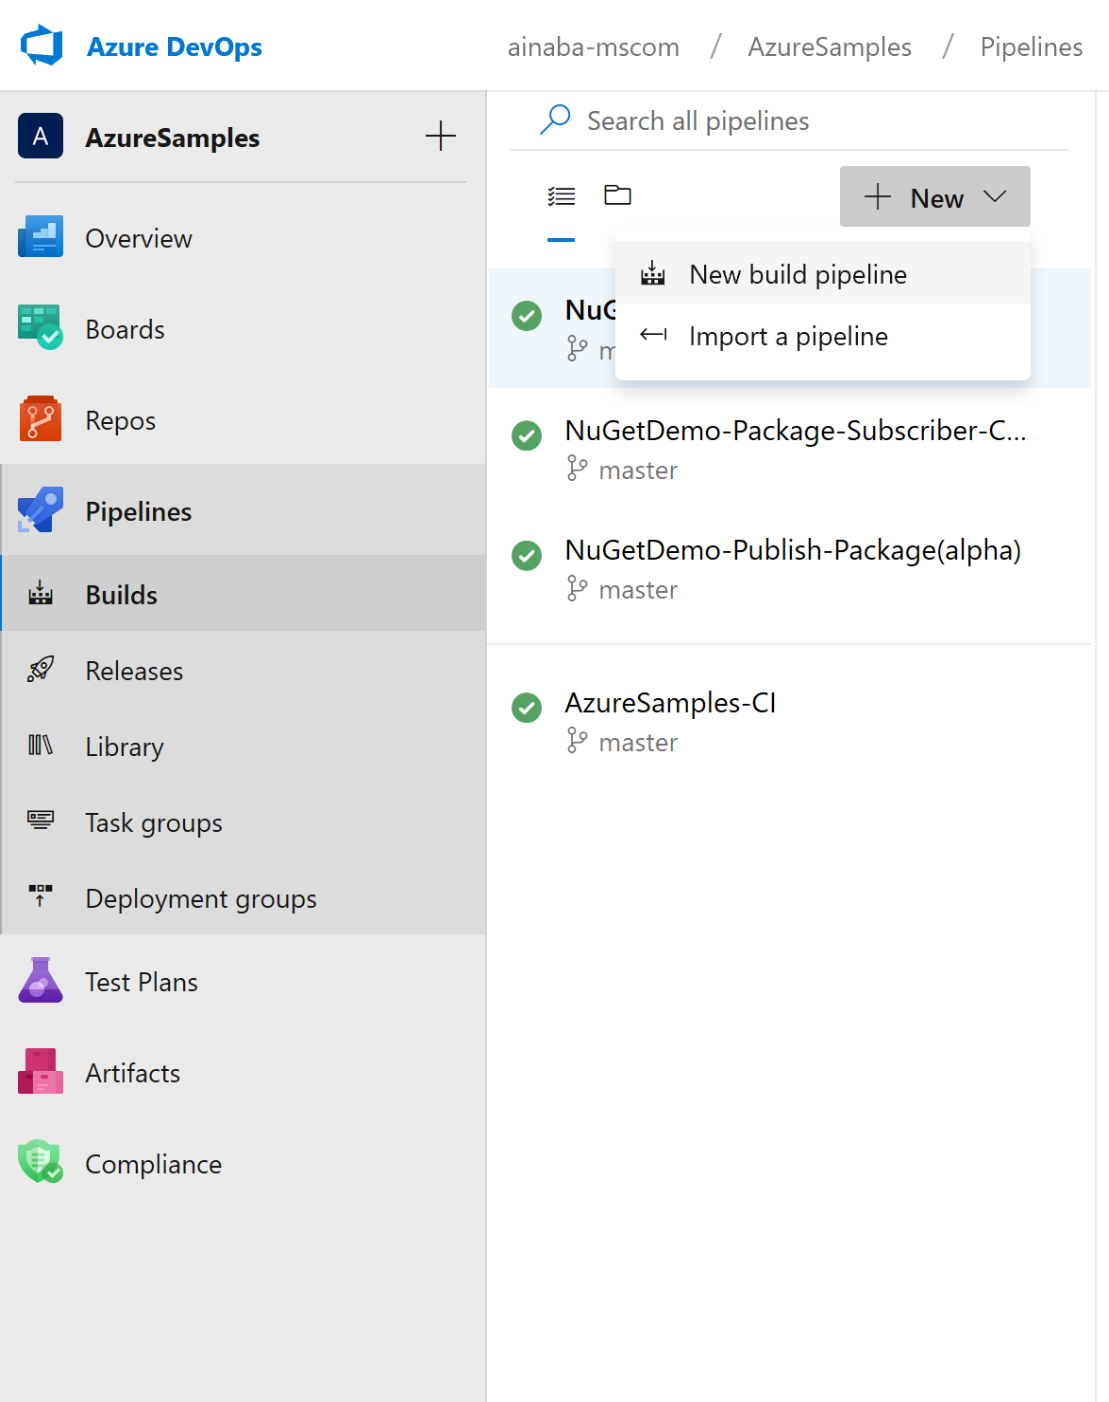 Azure DevOps
ainaba-mscom / AzureSamples / Pipelines
A AzureSamples
Overview
Boards
Repos
Pipelines
Builds
Releases
Library
Task groups
Deployment groups
Test Plans
Artifacts
Compliance
Search all pipelines
New
New build pipeline
Import a pipeline
NuGetDemo-Package-Subscriber-C...
master
NuGetDemo-Publish-Package(alpha)
master
AzureSamples-CI
master